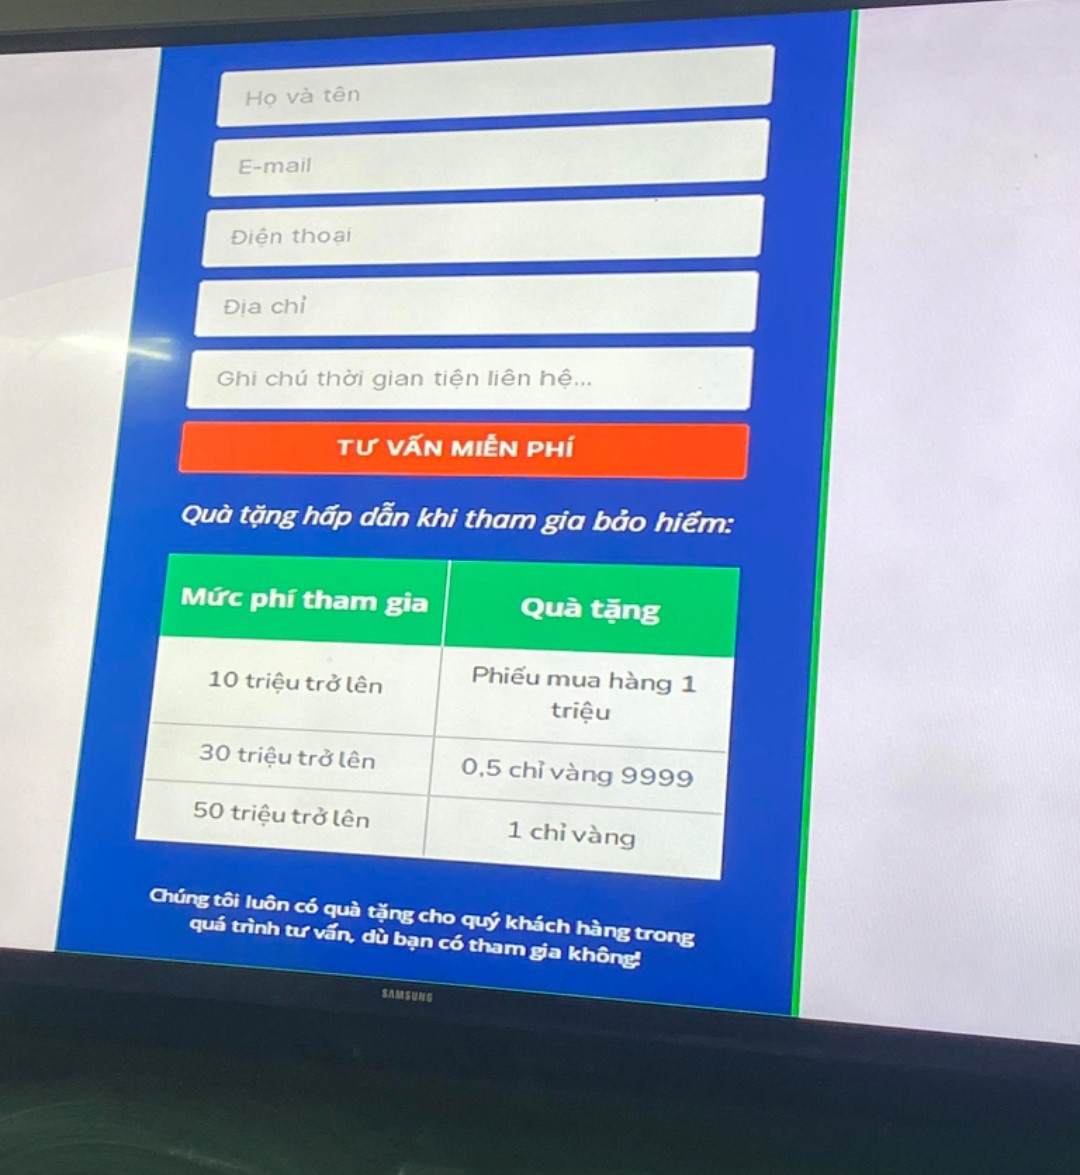 Họ và tên
E-mail
Điện thoại
Địa chỉ
Ghi chú thời gian tiện liên hệ...
TƯ VẤN MIỄN PHÍ
Quà tặng hấp dẫn khi tham gia bảo hiểm:
Mức phí tham gia
Quà tặng
10 triệu trở lên
Phiếu mua hàng 1
triệu
30 triệu trở lên
0,5 chỉ vàng 9999
50 triệu trở lên
1 chỉ vàng
Chúng tôi luôn có quà tặng cho quý khách hàng trong
quá trình tư vấn, dù bạn có tham gia không!
SAMSUNG